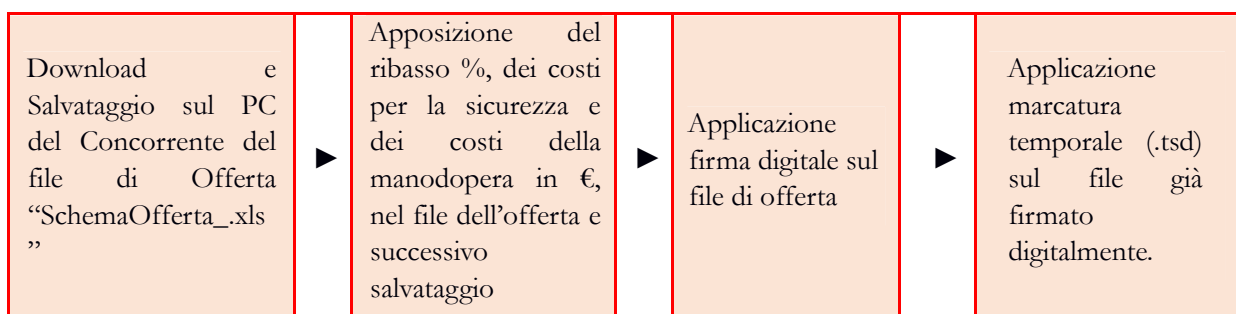 Download e
Salvataggio sul PC
del Concorrente del
file di Offerta
“SchemaOfferta_.xls
”
►
Apposizione del
ribasso %, dei costi
per la sicurezza e
dei costi della
manodopera in €,
nel file dell’offerta e
successivo
salvataggio
►
Applicazione
firma digitale sul
file di offerta
►
Applicazione
marcatura
temporale (.tsd)
sul file già
firmato
digitalmente.